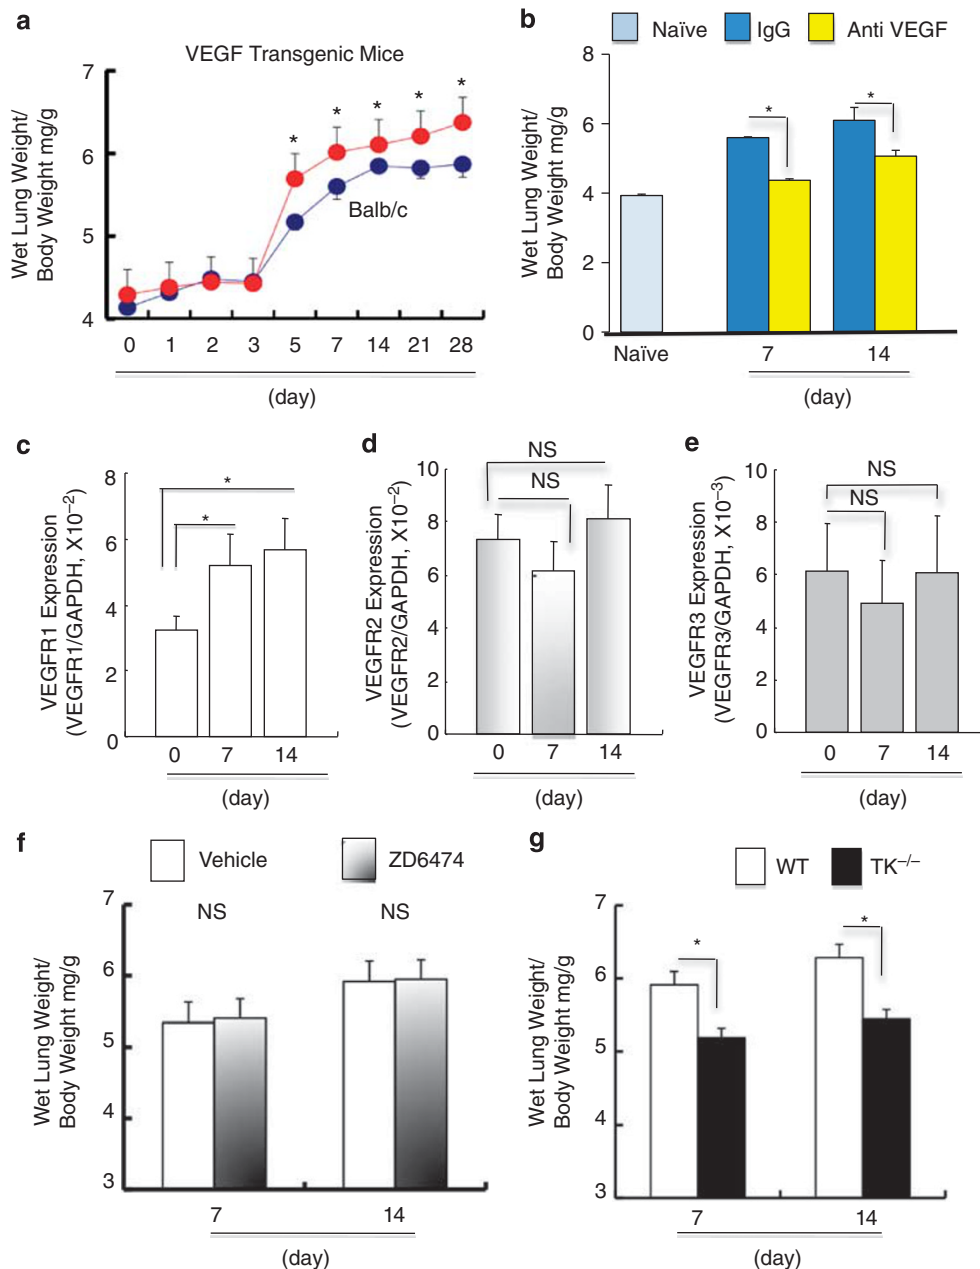 a
VEGF Transgenic Mice
Wet Lung Weight/
Body Weight mg/g
7
6
5
4
* * * * *
Balb/c
0 1 2 3 5 7 14 21 28
(day)
b
Naïve IgG Anti VEGF
Wet Lung Weight/
Body Weight mg/g
8
6
4
2
0
* *
Naïve 7 14
(day)
c
VEGFR1 Expression
(VEGFR1/GAPDH, X10⁻²)
8
6
4
2
0
*
*
0 7 14
(day)
d
VEGFR2 Expression
(VEGFR2/GAPDH, X10⁻²)
10
8
6
4
2
0
NS
NS
0 7 14
(day)
e
VEGFR3 Expression
(VEGFR3/GAPDH, X10⁻³)
10
8
6
4
2
0
NS
NS
0 7 14
(day)
f
Vehicle ZD6474
Wet Lung Weight/
Body Weight mg/g
7
6
5
4
3
NS NS
7 14
(day)
g
WT TK⁻/⁻
Wet Lung Weight/
Body Weight mg/g
7
6
5
4
3
* *
7 14
(day)